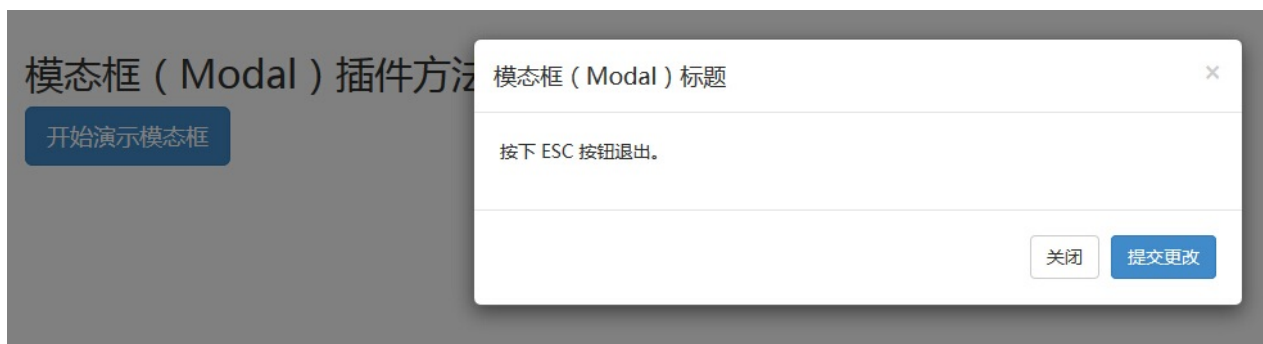 模态框（Modal）插件方法
开始演示模态框
模态框（Modal）标题
×
按下 ESC 按钮退出。
关闭
提交更改